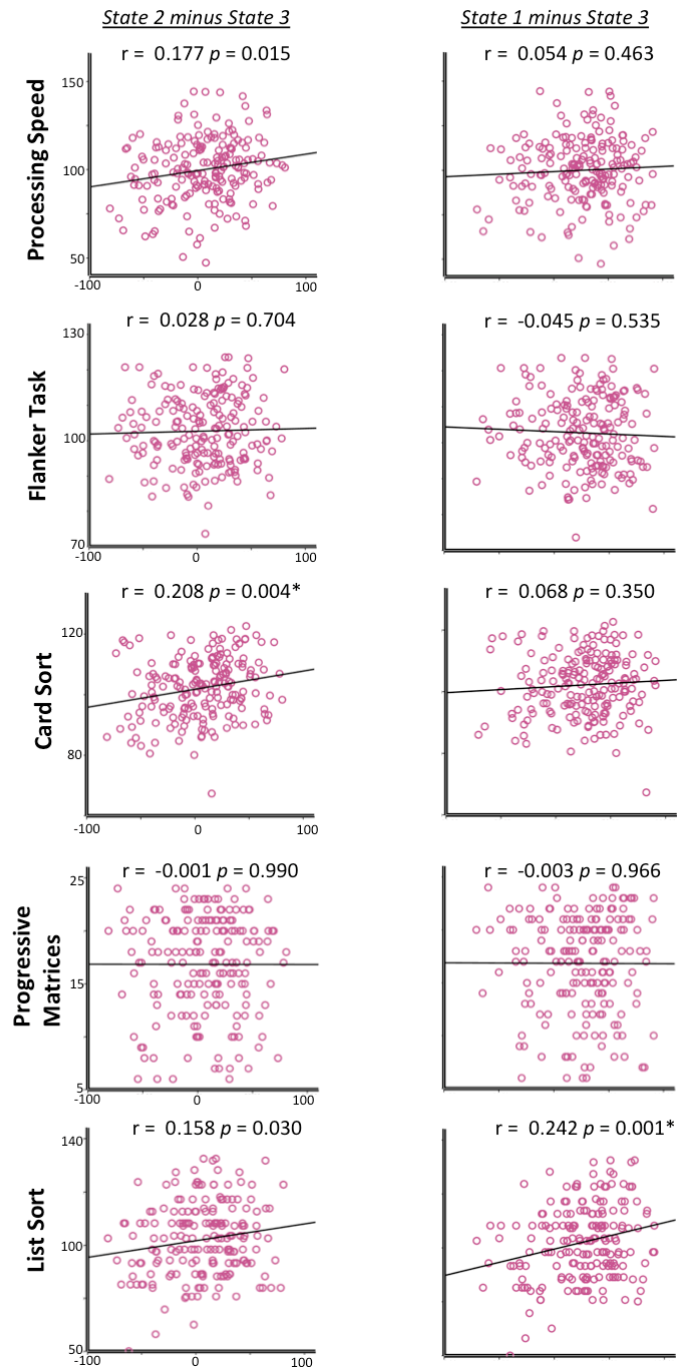 State 2 minus State 3 State 1 minus State 3
r = 0.177 p = 0.015 r = 0.054 p = 0.463
Processing Speed
150
100
50
-100 0 100
r = 0.028 p = 0.704 r = -0.045 p = 0.535
Flanker Task
130
100
70
-100 0 100
r = 0.208 p = 0.004* r = 0.068 p = 0.350
Card Sort
120
80
-100 0 100
r = -0.001 p = 0.990 r = -0.003 p = 0.966
Progressive
Matrices
25
15
5
-100 0 100
r = 0.158 p = 0.030 r = 0.242 p = 0.001*
List Sort
140
100
50
-100 0 100